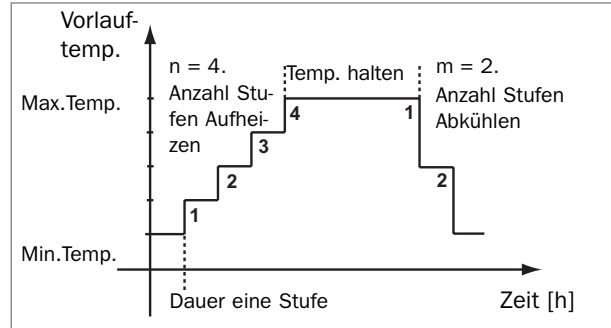 Vorlauf-
temp.
n = 4.
Anzahl Stu-
fen Aufhei-
zen
Temp. halten
m = 2.
Anzahl Stufen
Abkühlen
Max.Temp.
4
1
3
2
2
1
Min.Temp.
Dauer eine Stufe
Zeit [h]